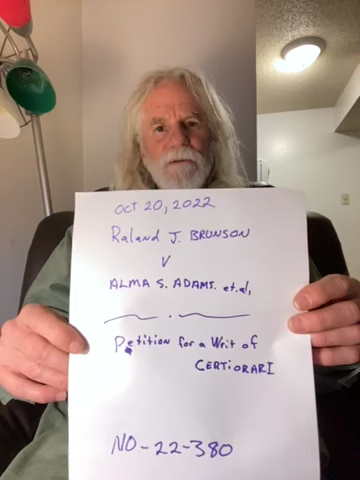 Oct 20, 2022
Raland J. BRUNSON
V
ALMA S. ADAMS. et.al,
Petition for a Writ of
CERTIORARI
NO-22-380